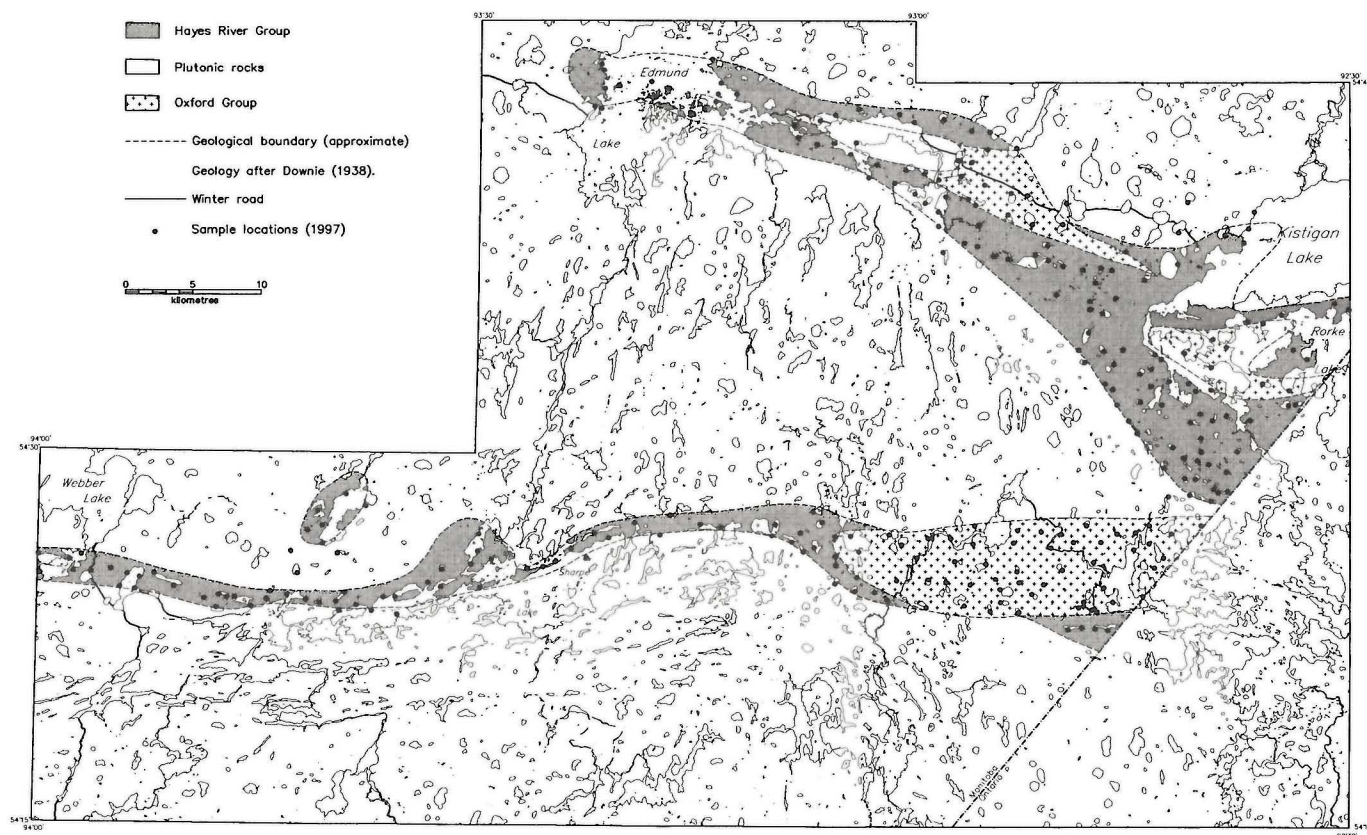 Hayes River Group
Plutonic rocks
Oxford Group
Geological boundary (approximate)
Geology after Downie (1938).
Winter road
Sample locations (1997)
0 5 10
kilometres
93°30'
93°00'
92°30'
Edmund
Lake
Kistigan
Lake
Rorke
Lake
94°00'
54°30'
Webber
Lake
Sharpe
Lake
Manitoba
Ontario
54°15'
94°00'